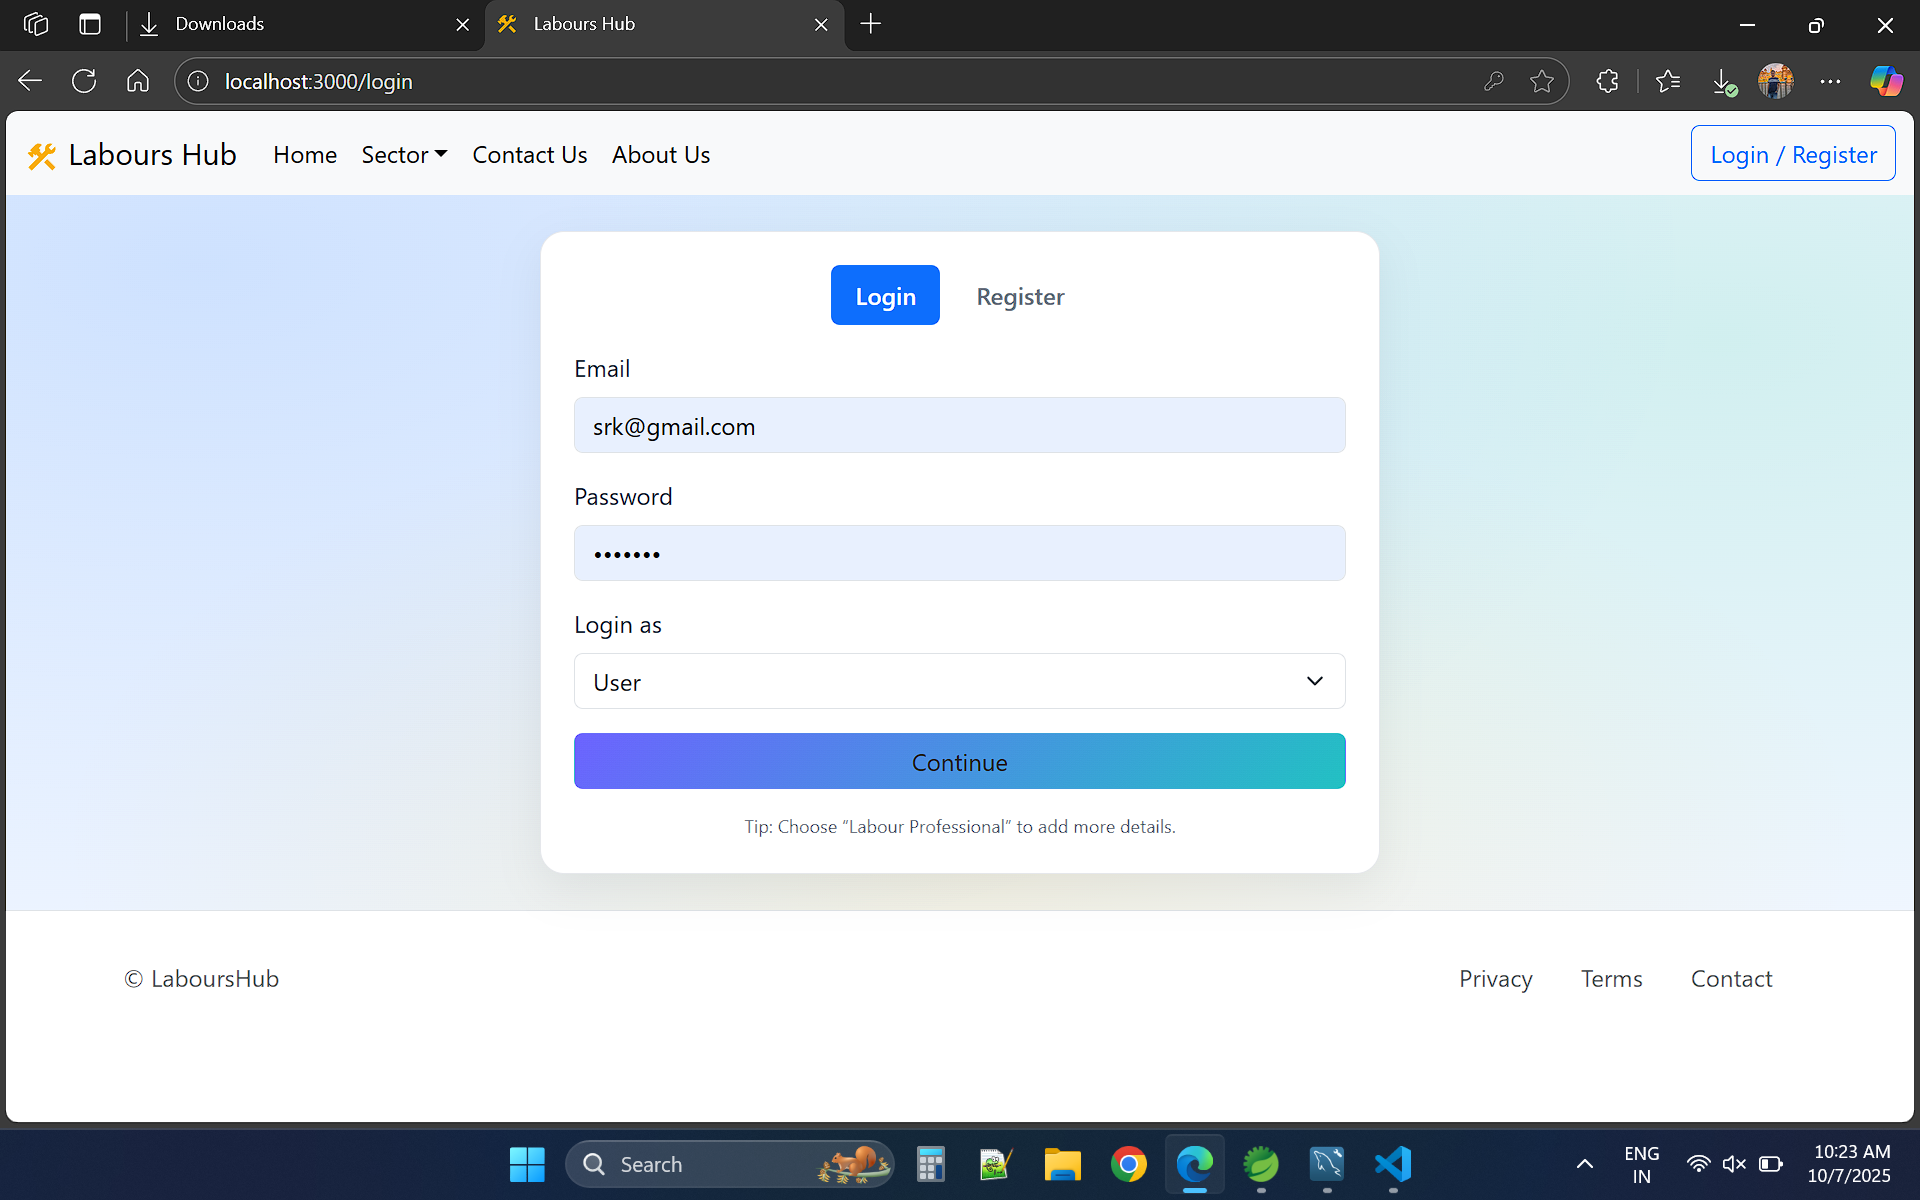 Downloads
Labours Hub
localhost:3000/login
Labours Hub
Home
Sector
Contact Us
About Us
Login / Register
Login
Register
Email
srk@gmail.com
Password
•••••••
Login as
User
Continue
Tip: Choose “Labour Professional” to add more details.
© LaboursHub
Privacy
Terms
Contact
Search
ENG
IN
10:23 AM
10/7/2025